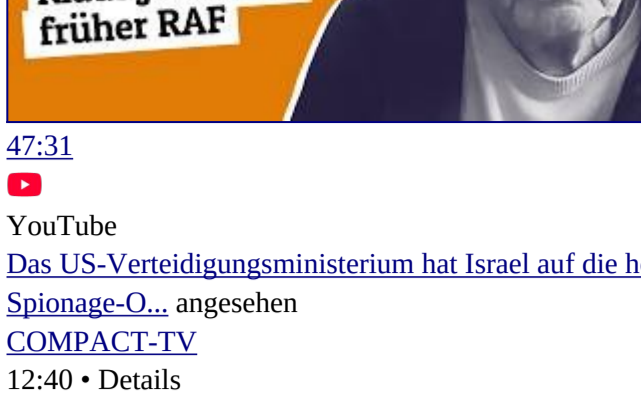 früher RAF
47:31
YouTube
Das US-Verteidigungsministerium hat Israel auf die
Spionage-O... angesehen
COMPACT-TV
12:40 • Details